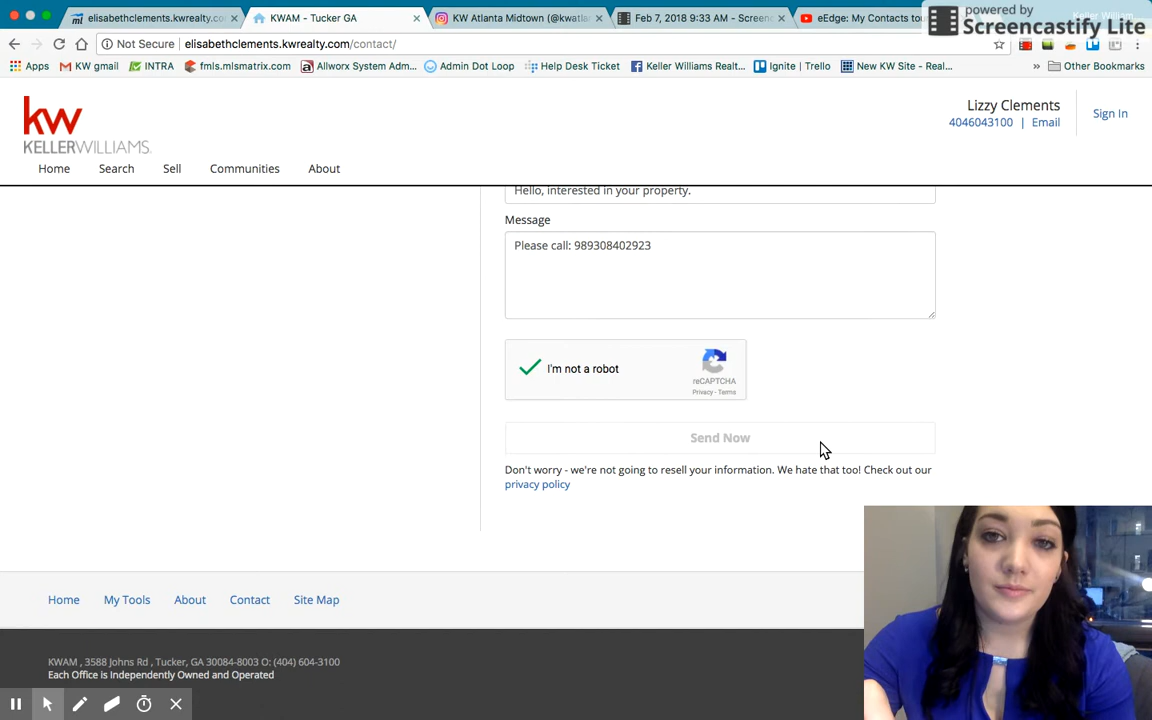 powered by
Screencastify Lite
elisabethclements.kwrealty.co
KWAM - Tucker GA
KW Atlanta Midtown (@kwatla
Feb 7, 2018 9:33 AM - Screen
eEdge: My Contacts tou
Not Secure
elisabethclements.kwrealty.com/contact/
Apps
KW gmail
INTRA
fmls.mlsmatrix.com
Allworx System Adm...
Admin Dot Loop
Help Desk Ticket
Keller Williams Realt...
Ignite | Trello
New KW Site - Real...
»
Other Bookmarks
kw
KELLERWILLIAMS.
Lizzy Clements
4046043100 | Email
Sign In
Home
Search
Sell
Communities
About
Hello, interested in your property.
Message
Please call: 989308402923
I'm not a robot
reCAPTCHA
Privacy - Terms
Send Now
Don't worry - we're not going to resell your information. We hate that too! Check out our
privacy policy
Home
My Tools
About
Contact
Site Map
KWAM , 3588 Johns Rd , Tucker, GA 30084-8003 O: (404) 604-3100
Each Office is Independently Owned and Operated